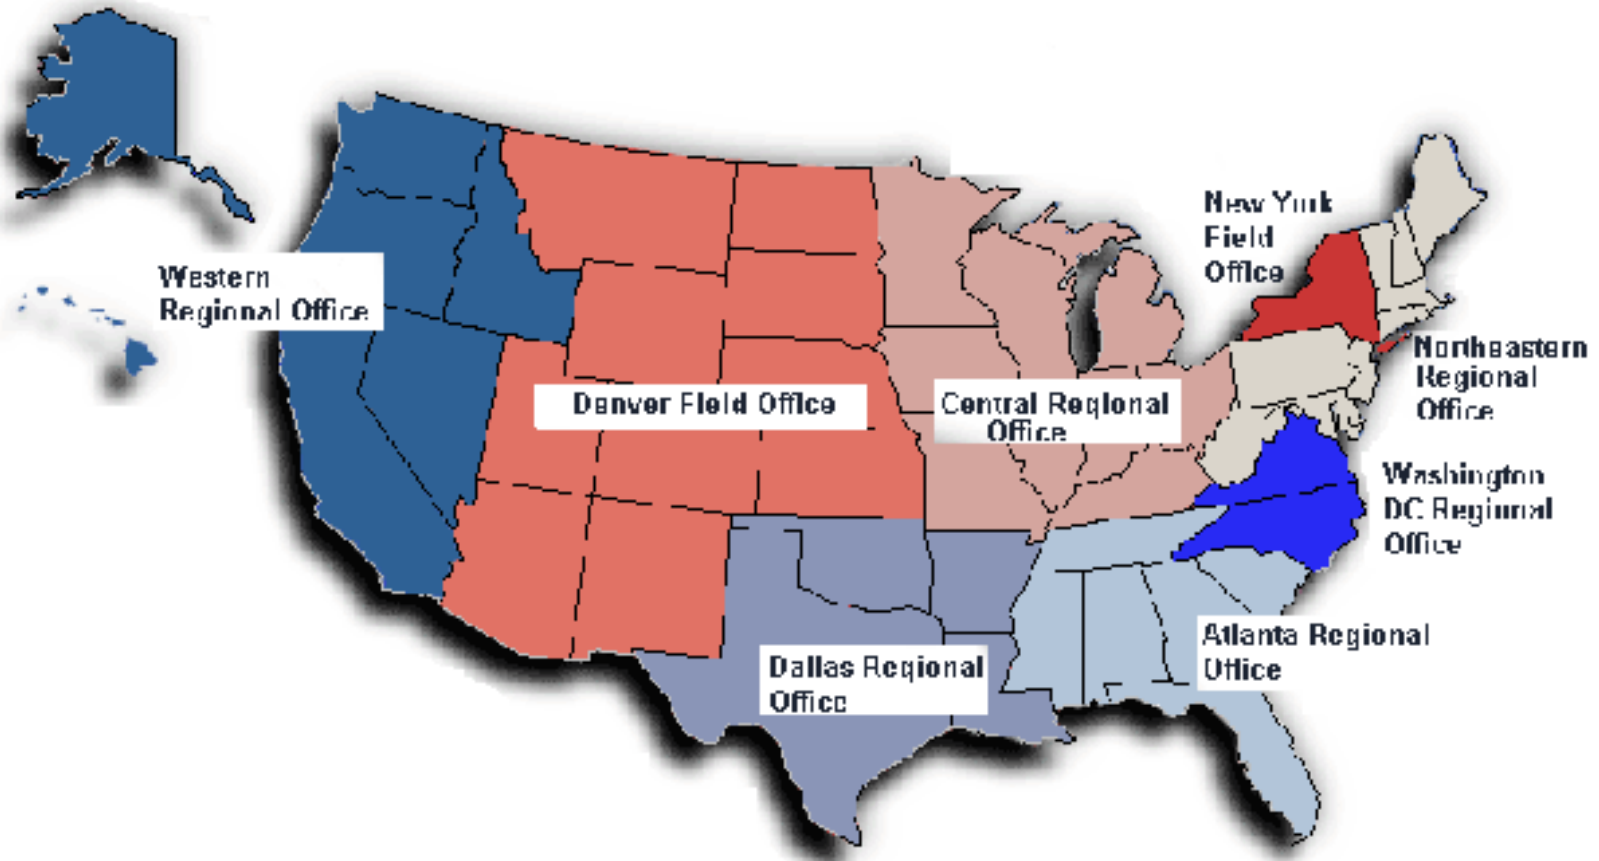 New York
Field
Office
Western
Regional Office
Northeastern
Regional
Office
Denver Field Office
Central Regional
Office
Washington
DC Regional
Office
Atlanta Regional
Office
Dallas Regional
Office